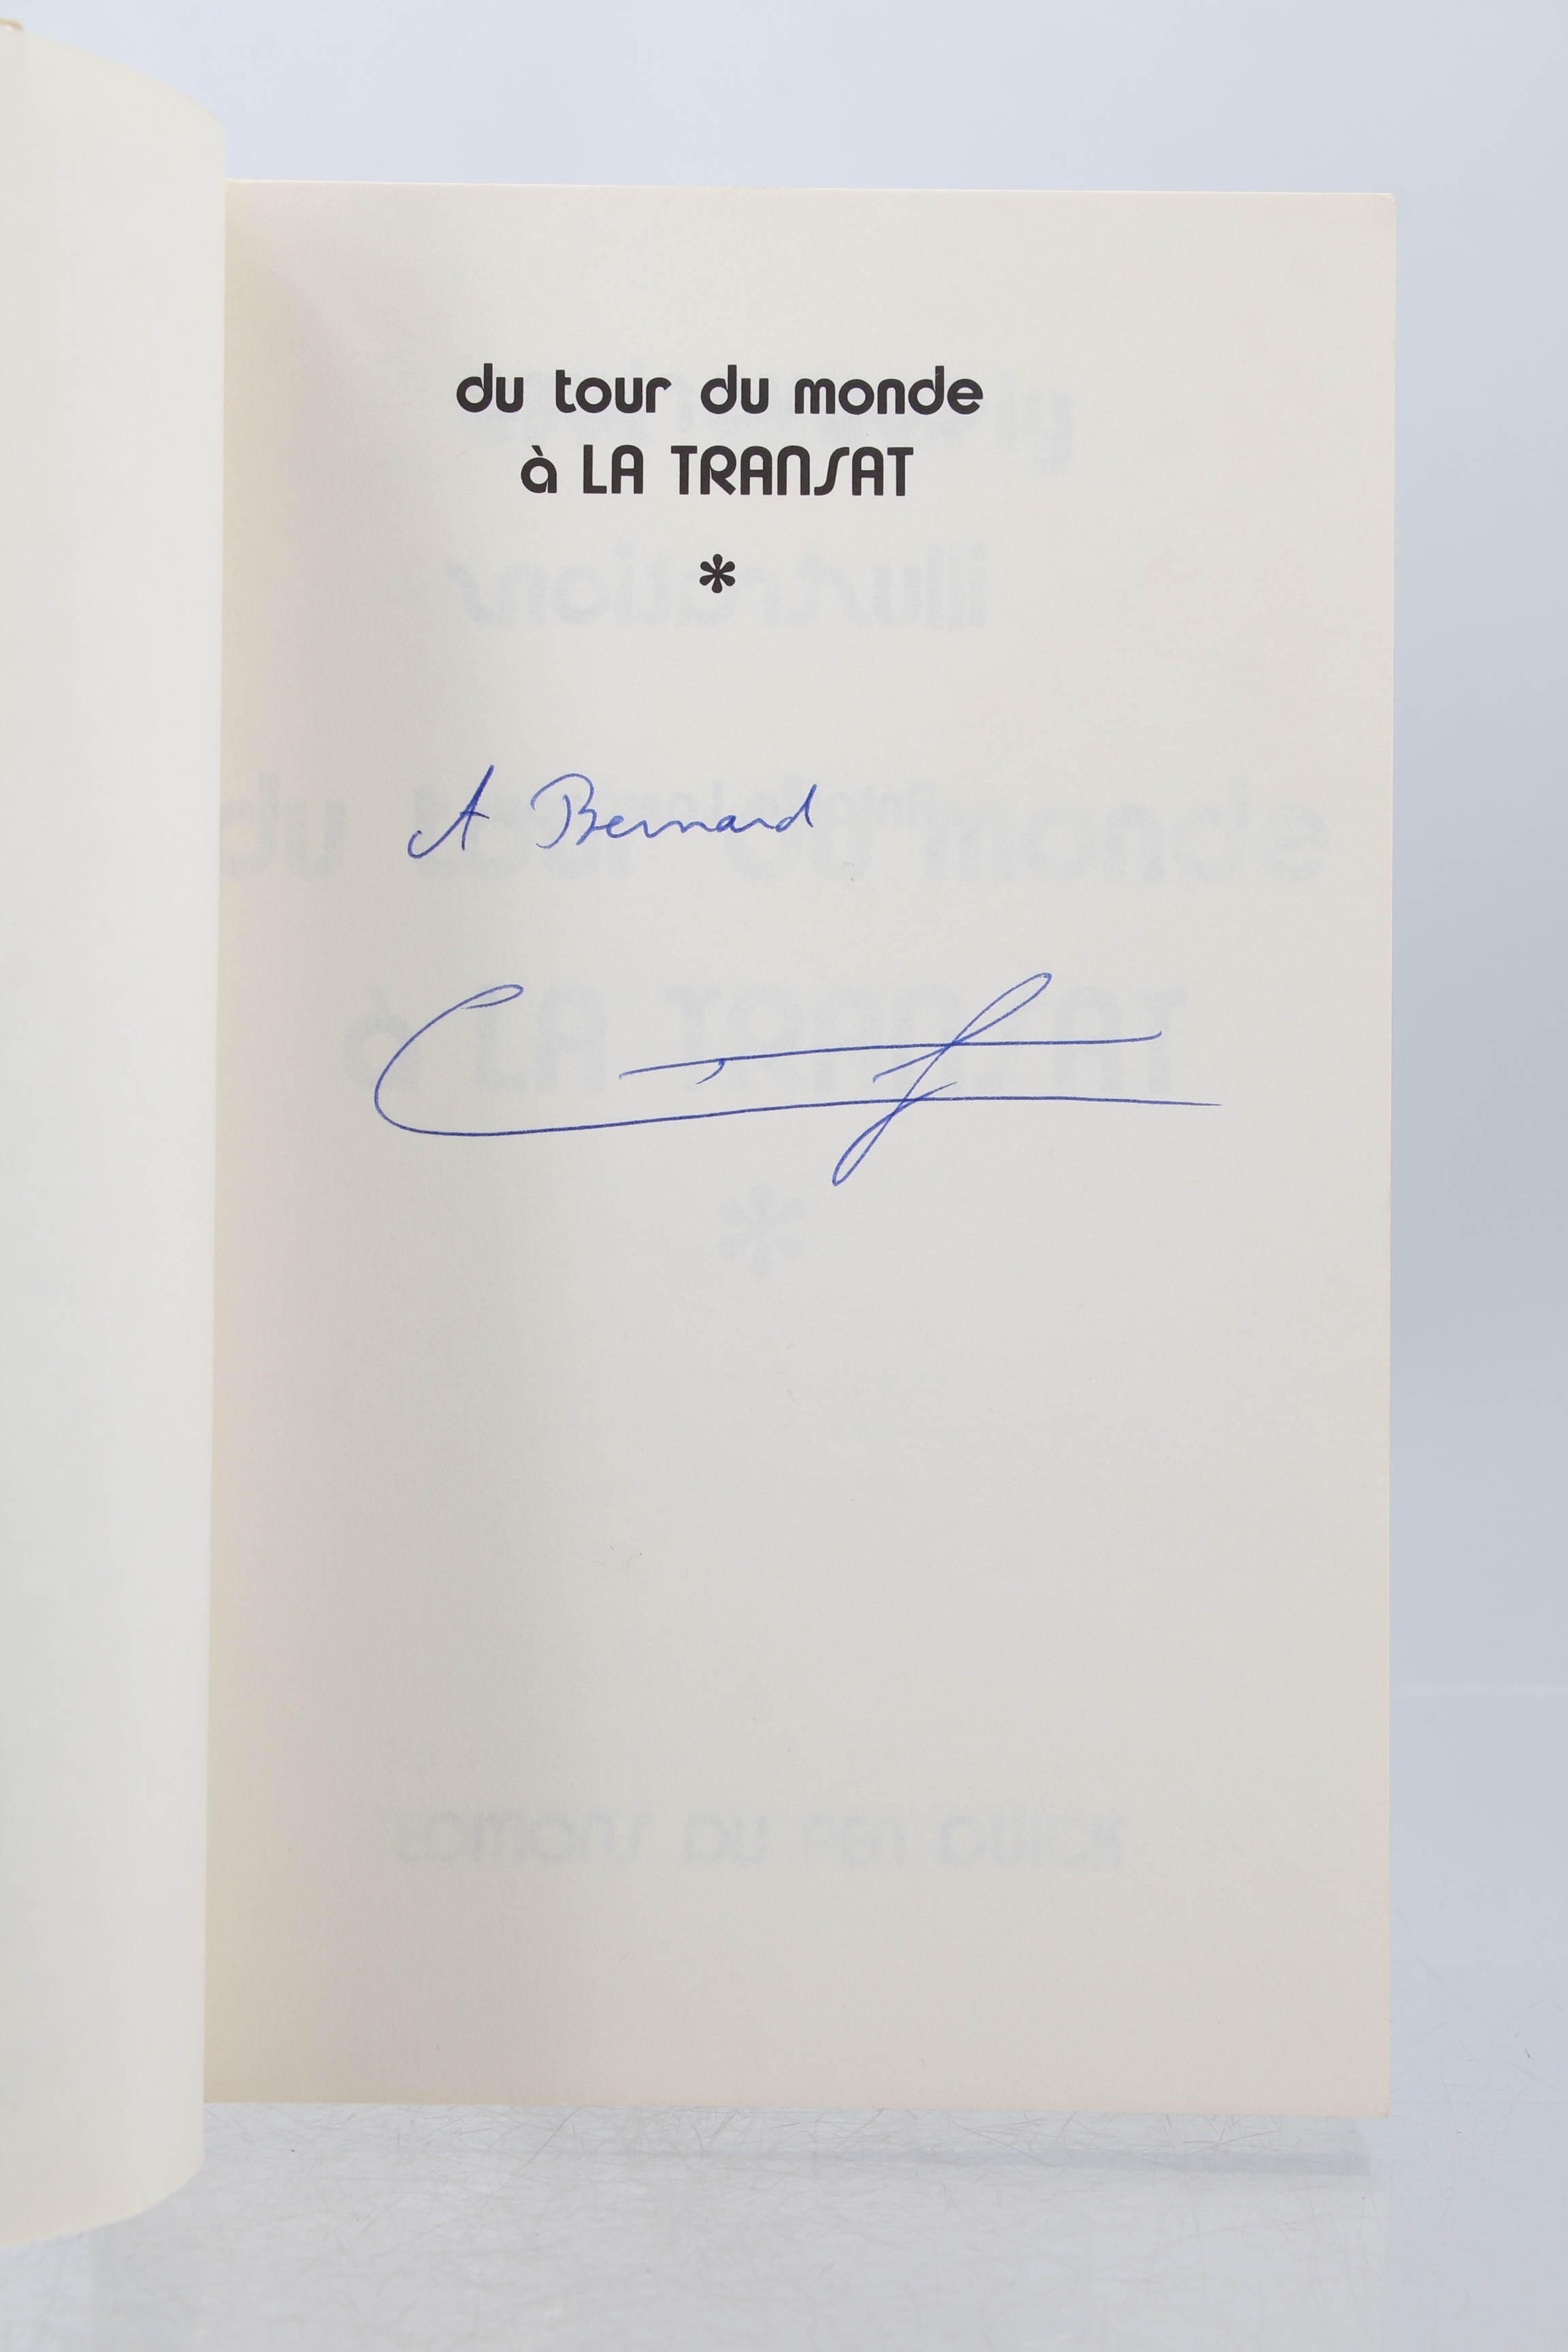 du tour du monde
à LA TRANSAT
*
A Bernard